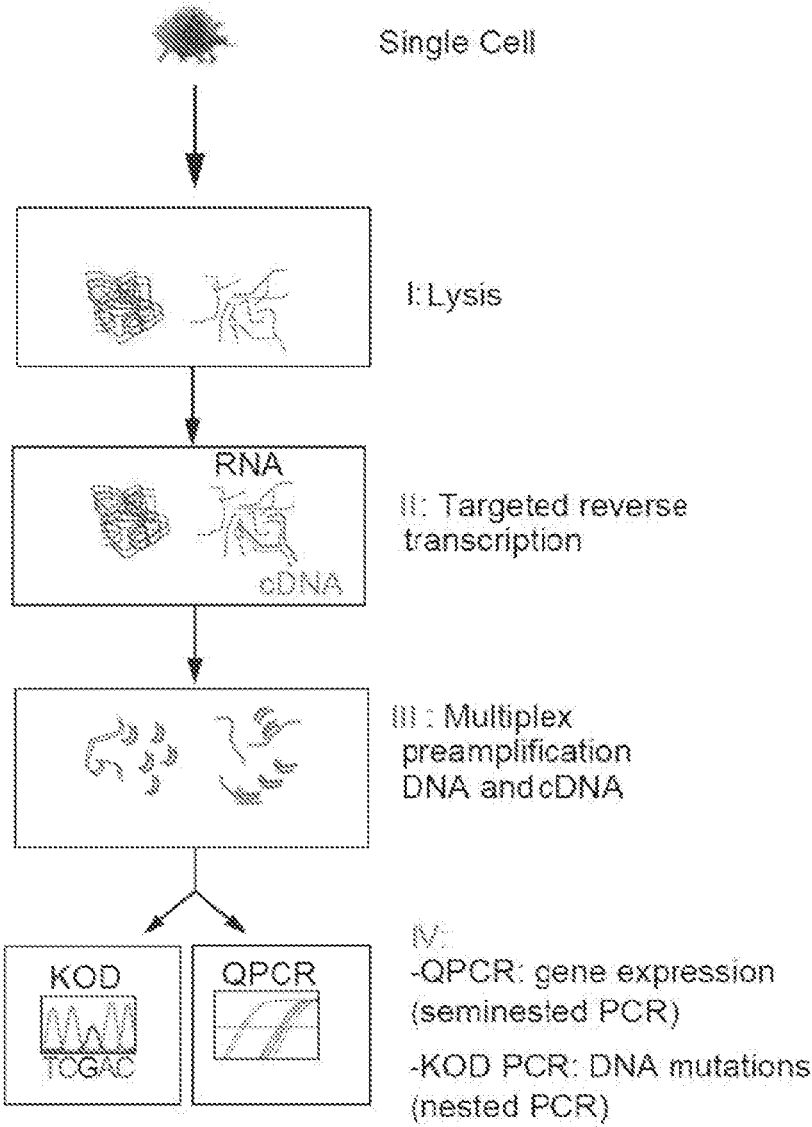 Single Cell
I: Lysis
RNA
cDNA
II: Targeted reverse
transcription
III : Multiplex
preamplification
DNA and cDNA
KOD
TCGAC
QPCR
IV:
-QPCR: gene expression
(seminested PCR)
-KOD PCR: DNA mutations
(nested PCR)